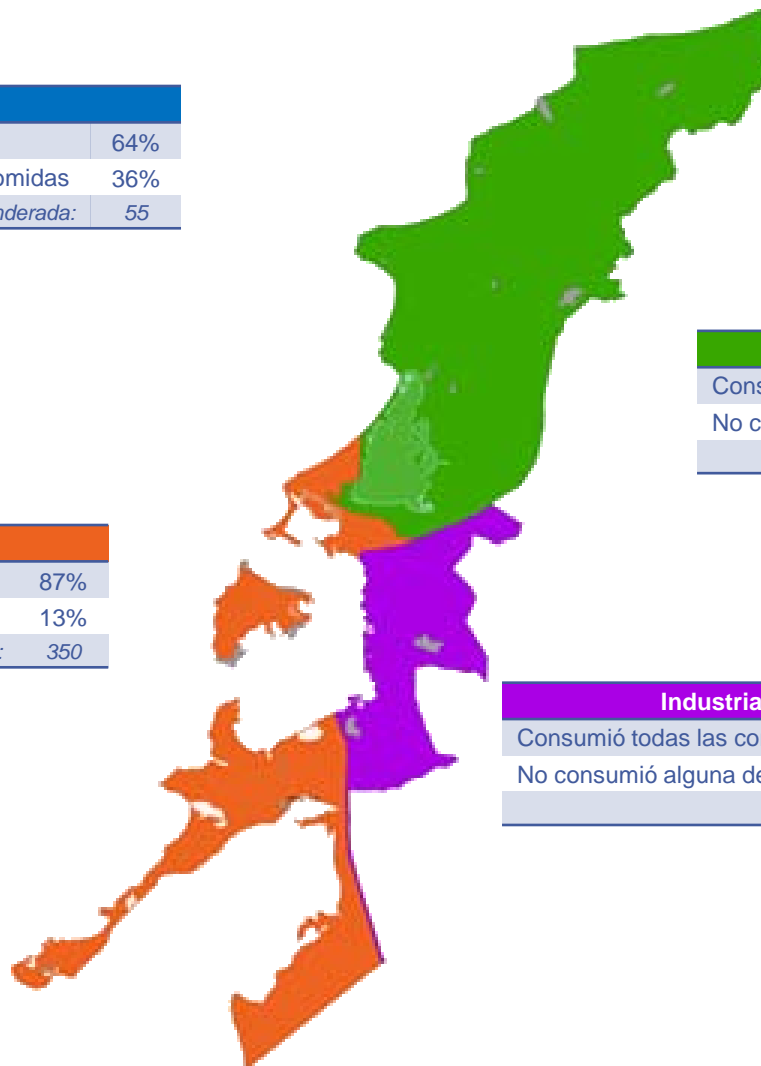 64%
omidas 36%
nderada: 55
Cons
No c
87%
13%
: 350
Industria
Consumió todas las co
No consumió alguna de